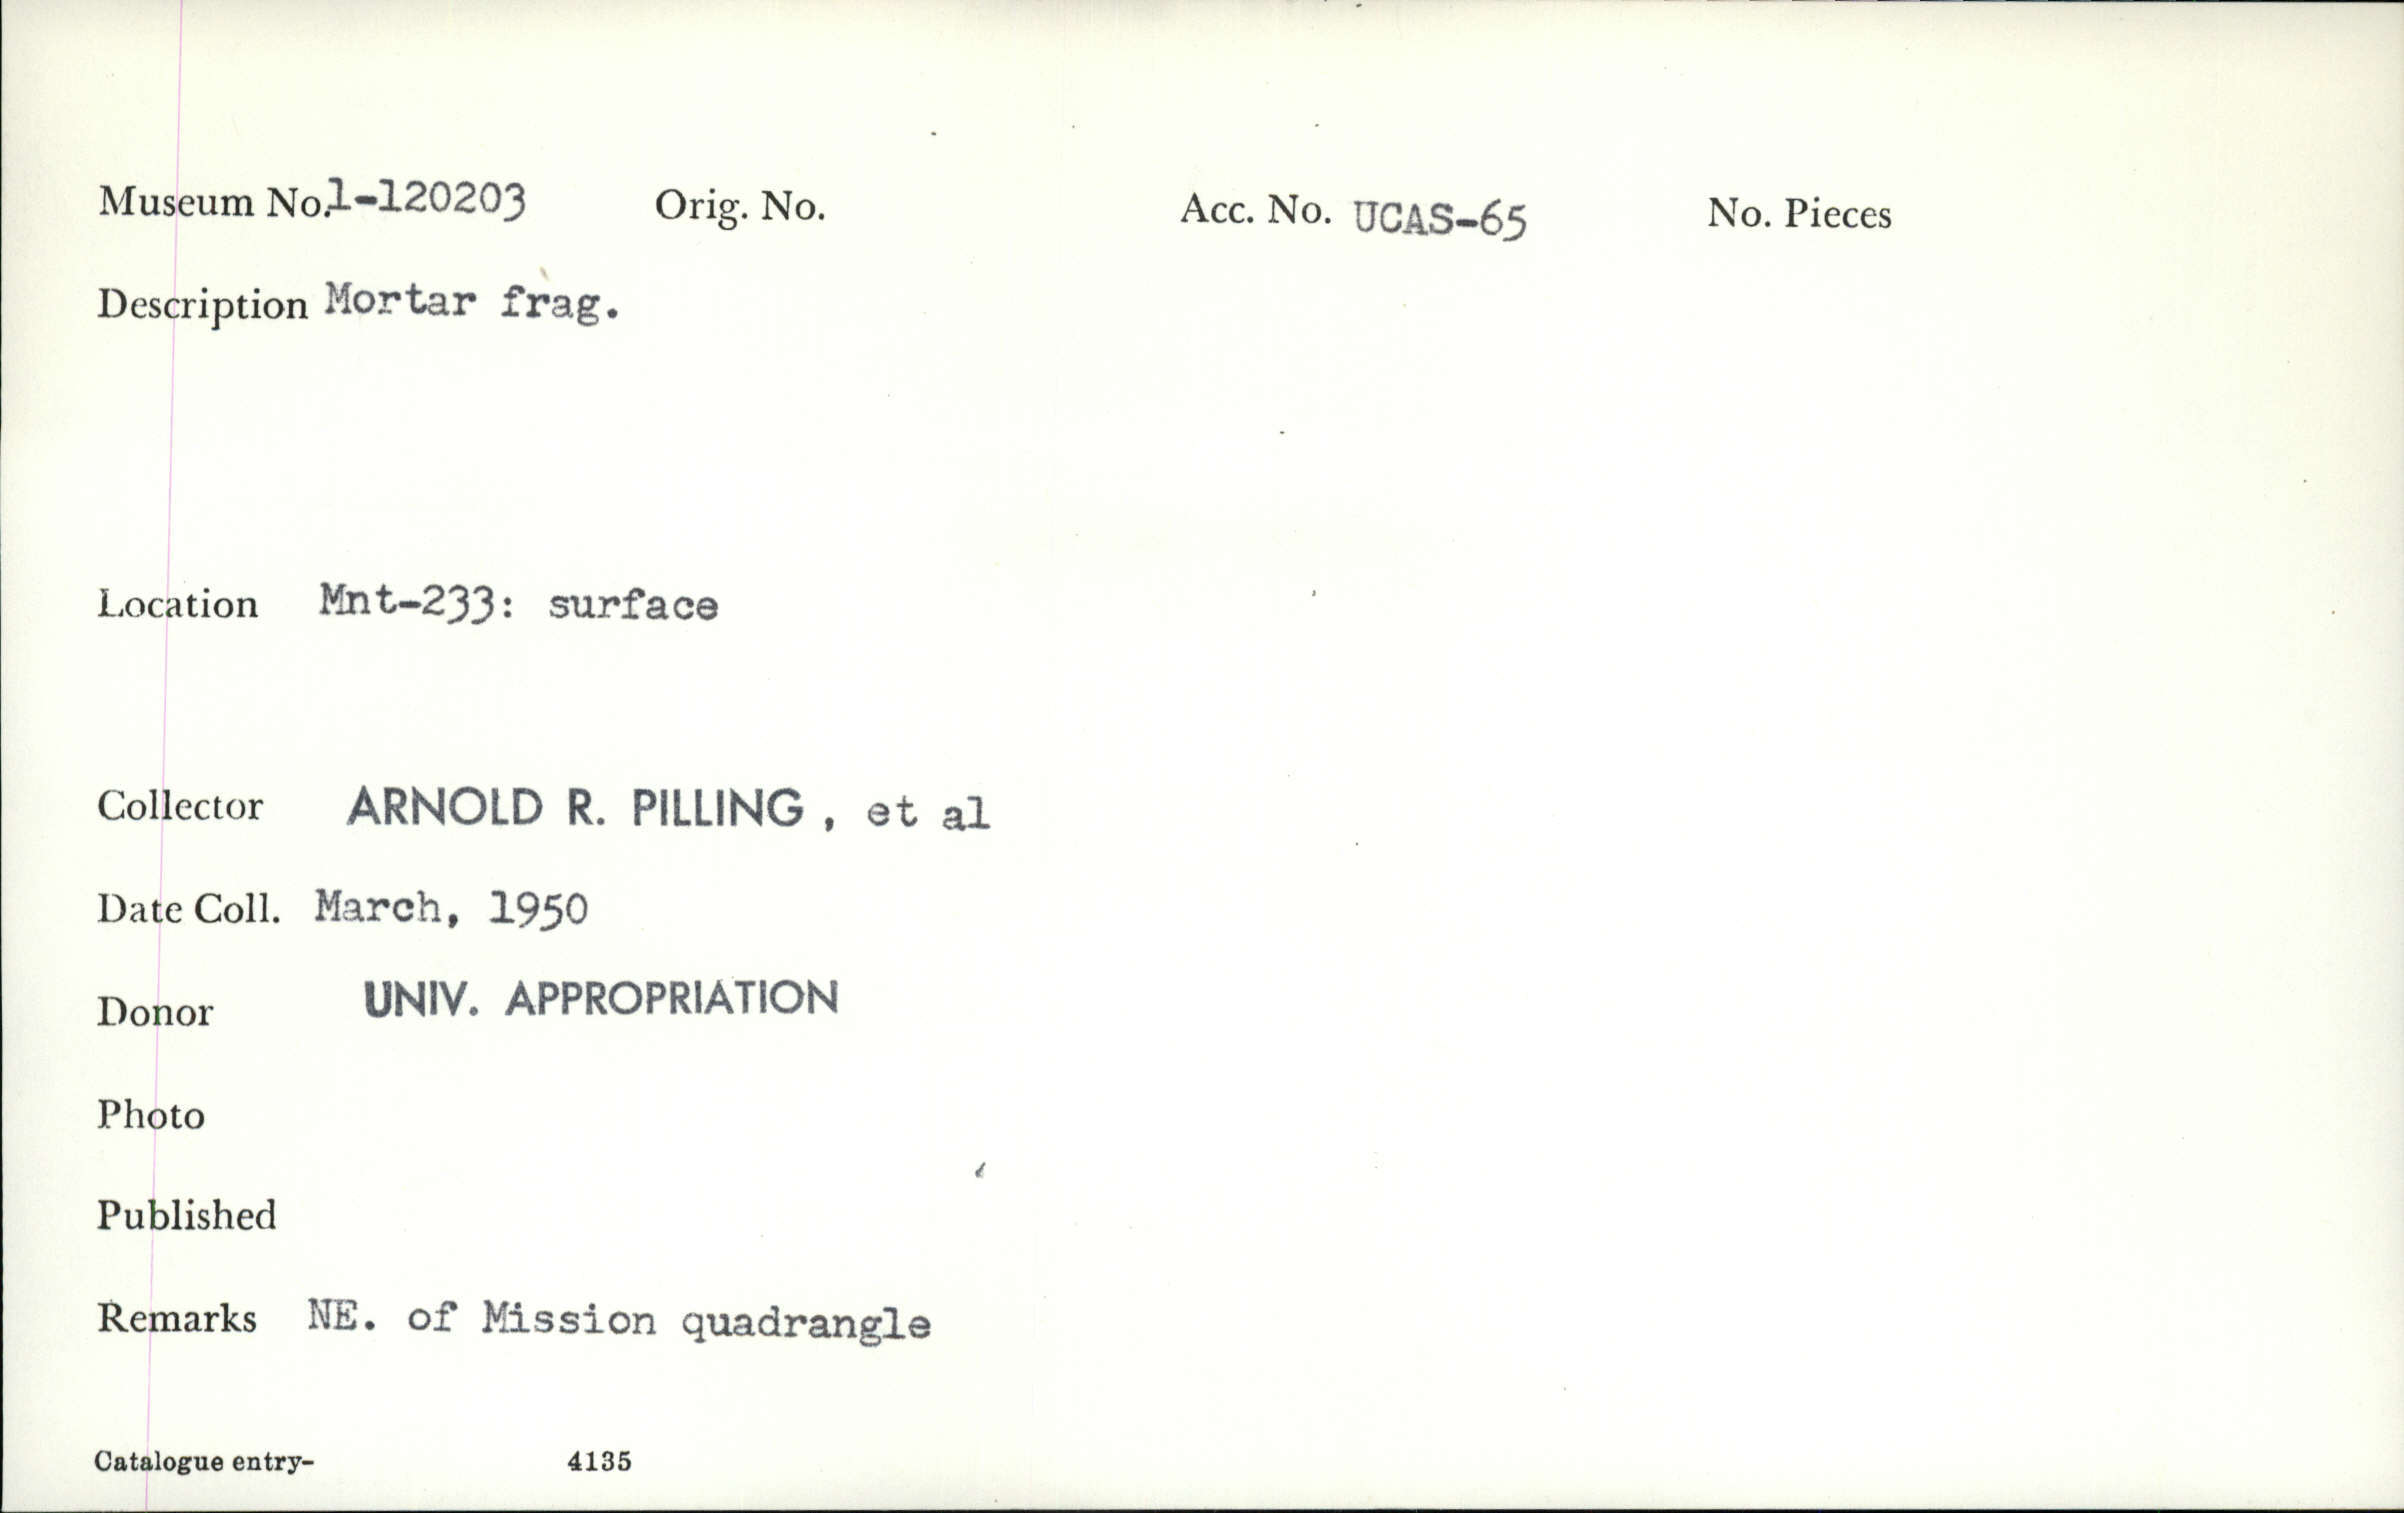 Museum No. 1-120203 Orig. No. Acc. No. UCAS-65 No. Pieces
Description Mortar frag.
Location Mnt-233: surface
Collector ARNOLD R. PILLING , et al
Date Coll. March, 1950
Donor UNIV. APPROPRIATION
Photo
Published
Remarks NE. of Mission quadrangle
Catalogue entry- 4135